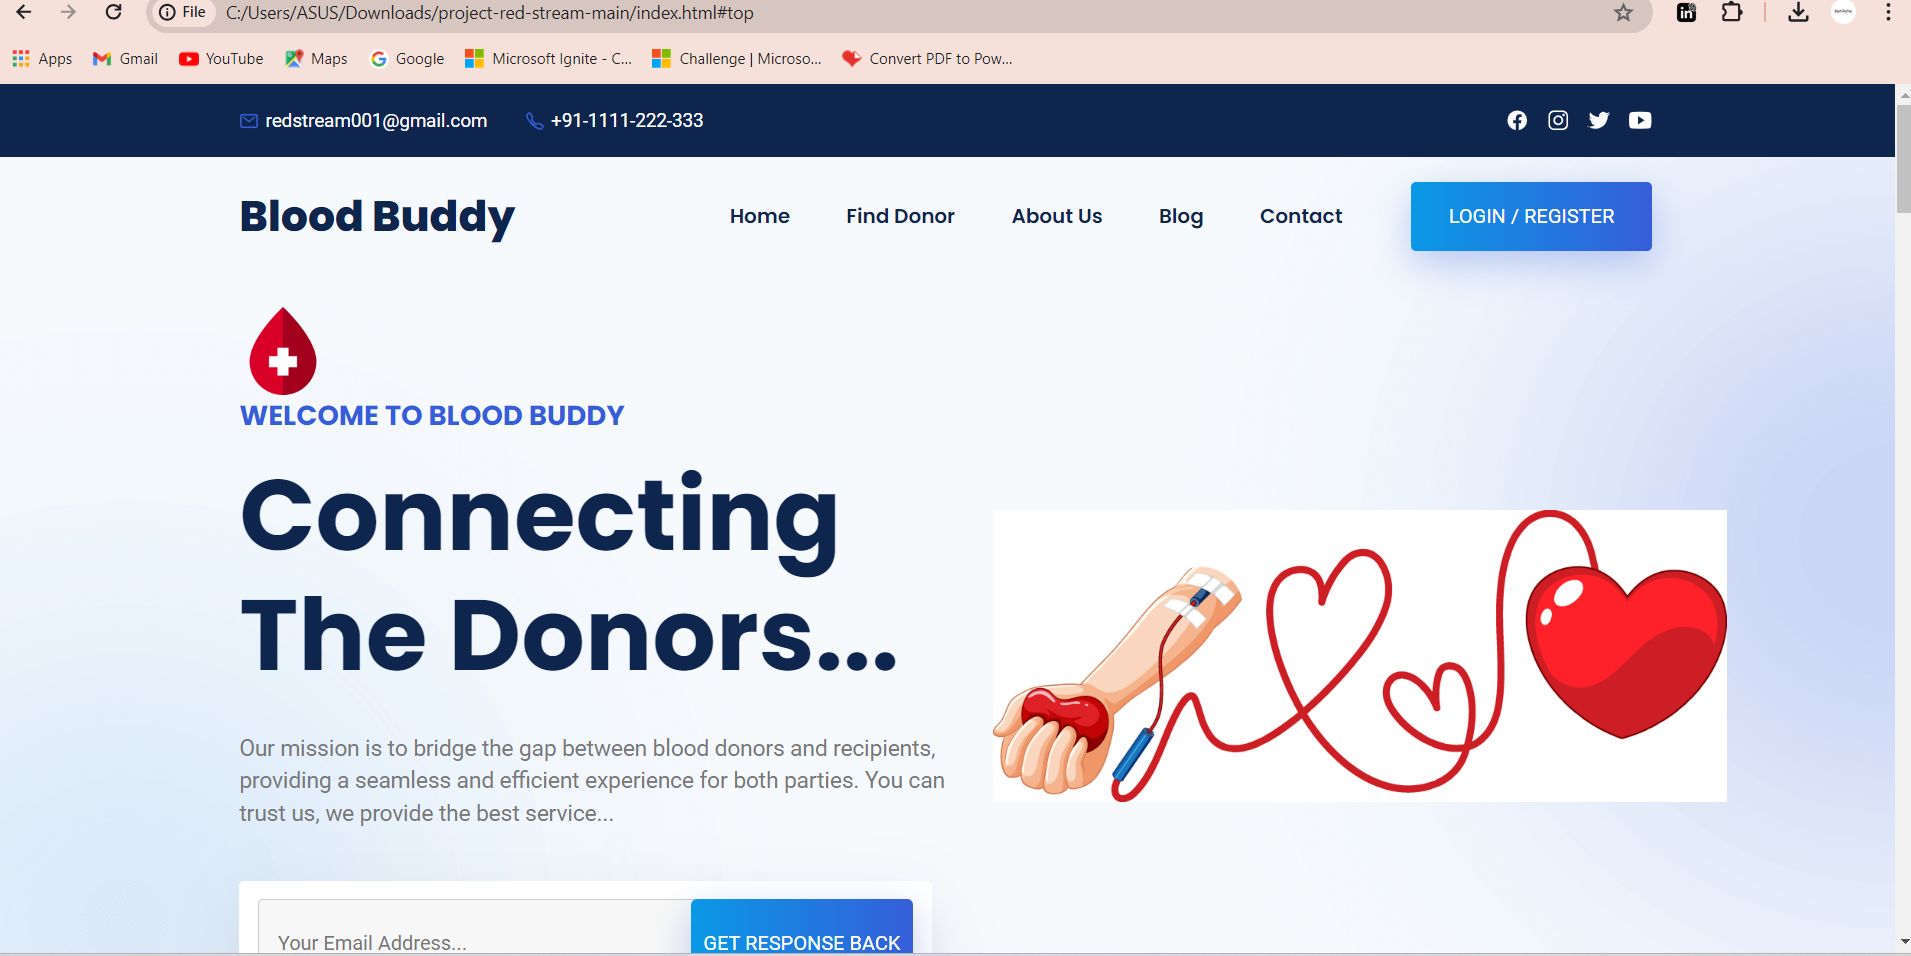 File C:/Users/ASUS/Downloads/project-red-stream-main/index.html#top
Apps Gmail YouTube Maps Google Microsoft Ignite - C... Challenge | Microso... Convert PDF to Pow...
redstream001@gmail.com +91-1111-222-333
Blood Buddy Home Find Donor About Us Blog Contact LOGIN / REGISTER
WELCOME TO BLOOD BUDDY
Connecting
The Donors...
Our mission is to bridge the gap between blood donors and recipients,
providing a seamless and efficient experience for both parties. You can
trust us, we provide the best service...
Your Email Address... GET RESPONSE BACK